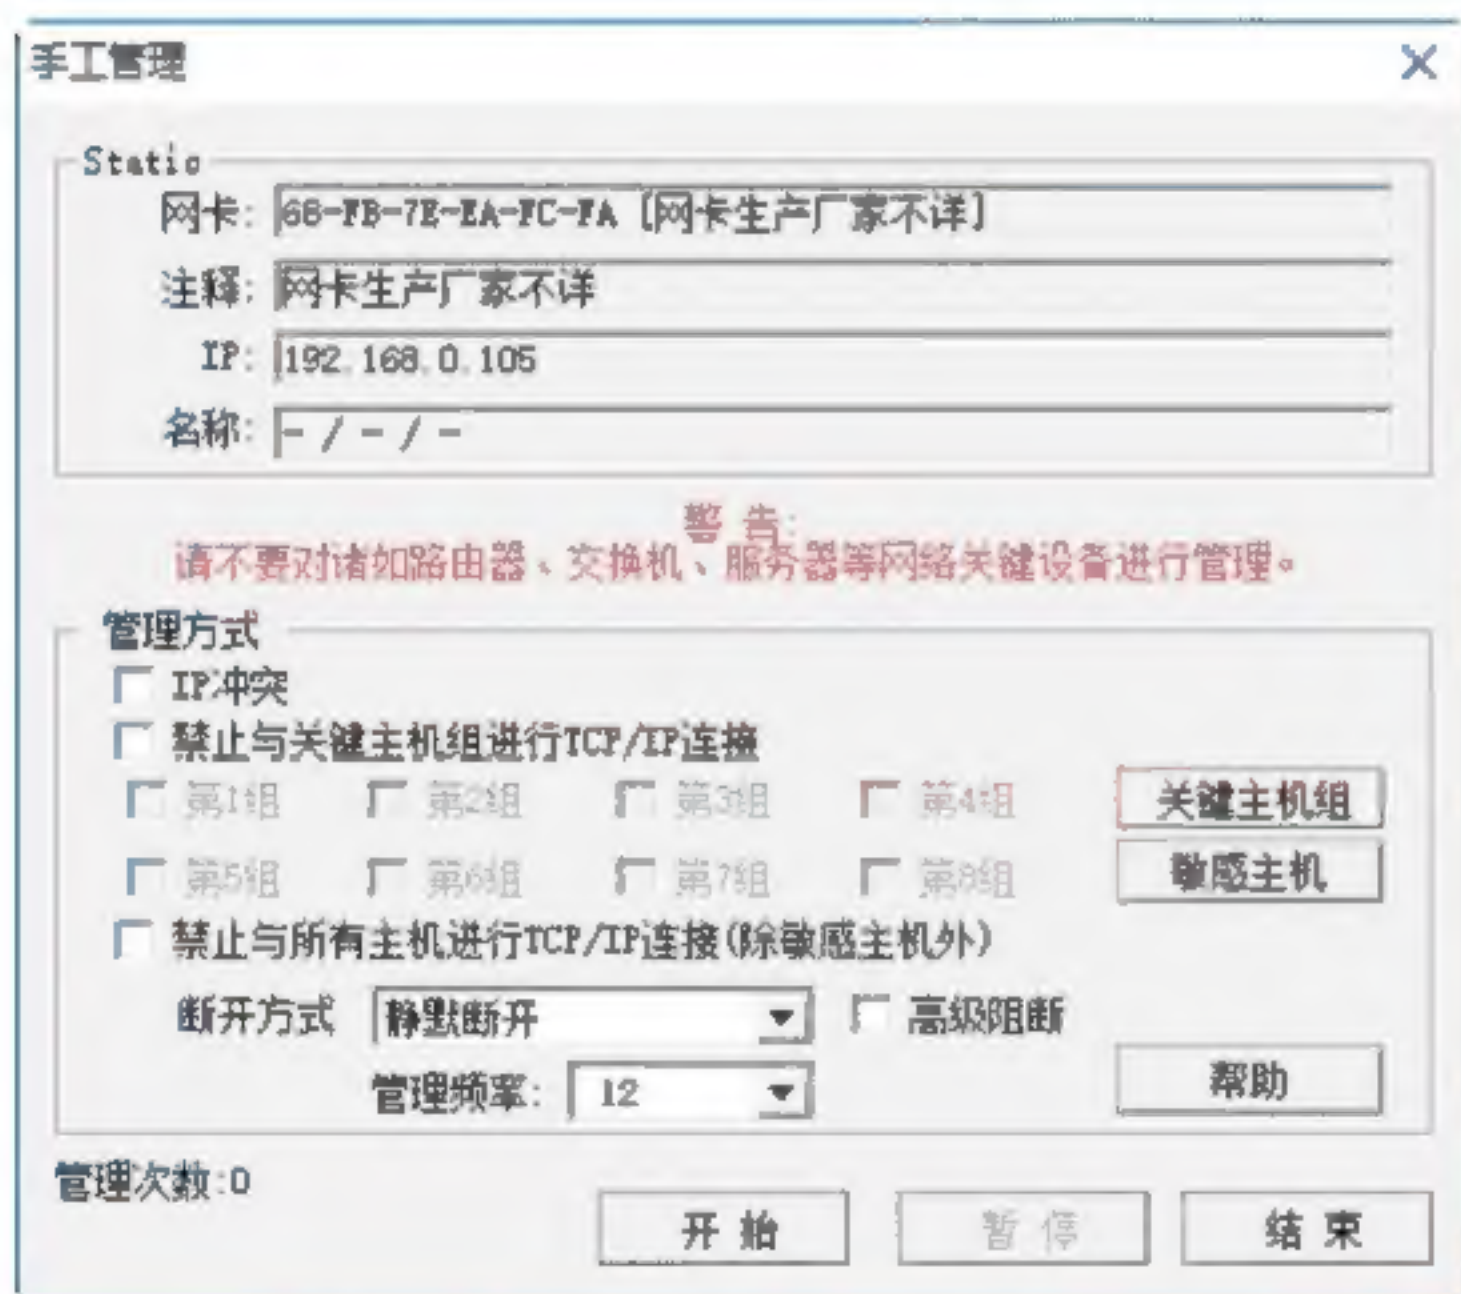 手工管理
Static
网卡: 68-FB-7E-EA-FC-FA [网卡生产厂家不详]
注释: 网卡生产厂家不详
IP: 192.168.0.105
名称: - / - / -
警 告:
请不要对诸如路由器、交换机、服务器等网络关键设备进行管理。
管理方式
IP冲突
禁止与关键主机组进行TCP/IP连接
第1组 第2组 第3组 第4组 关键主机组
第5组 第6组 第7组 第8组 敏感主机
禁止与所有主机进行TCP/IP连接(除敏感主机外)
断开方式 静默断开 高级阻断
管理频率: 12 帮助
管理次数:0
开 始 暂 停 结 束